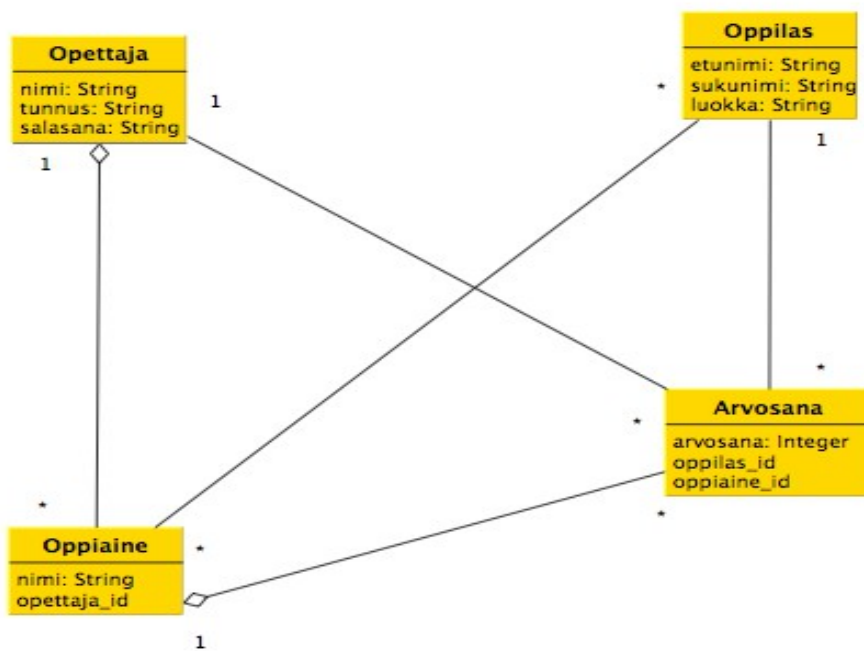 Opettaja
nimi: String
tunnus: String
salasana: String
1
1
Oppilas
etunimi: String
sukunimi: String
luokka: String
*
1
*
Arvosana
arvosana: Integer
oppilas_id
oppiaine_id
*
*
*
Oppiaine
nimi: String
opettaja_id
*
1